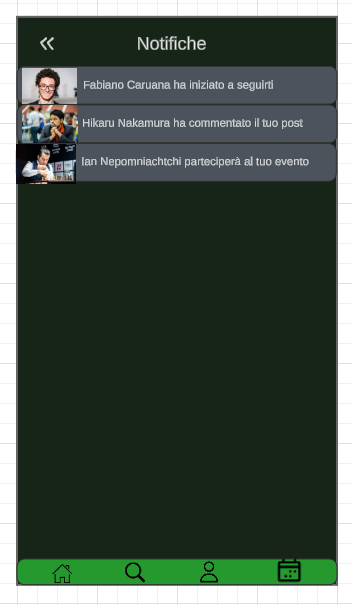 Notifiche
Fabiano Caruana ha iniziato a seguirti
Hikaru Nakamura ha commentato il tuo post
Ian Nepomniachtchi parteciperà al tuo evento